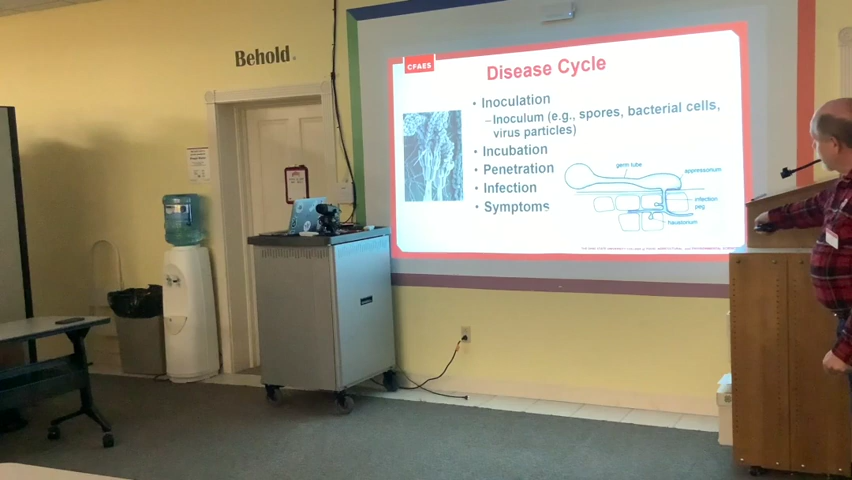 Behold.
CFAES
Disease Cycle
• Inoculation
–Inoculum (e.g., spores, bacterial cells,
virus particles)
• Incubation
• Penetration
• Infection
• Symptoms
germ tube
appressorium
infection
peg
haustorium